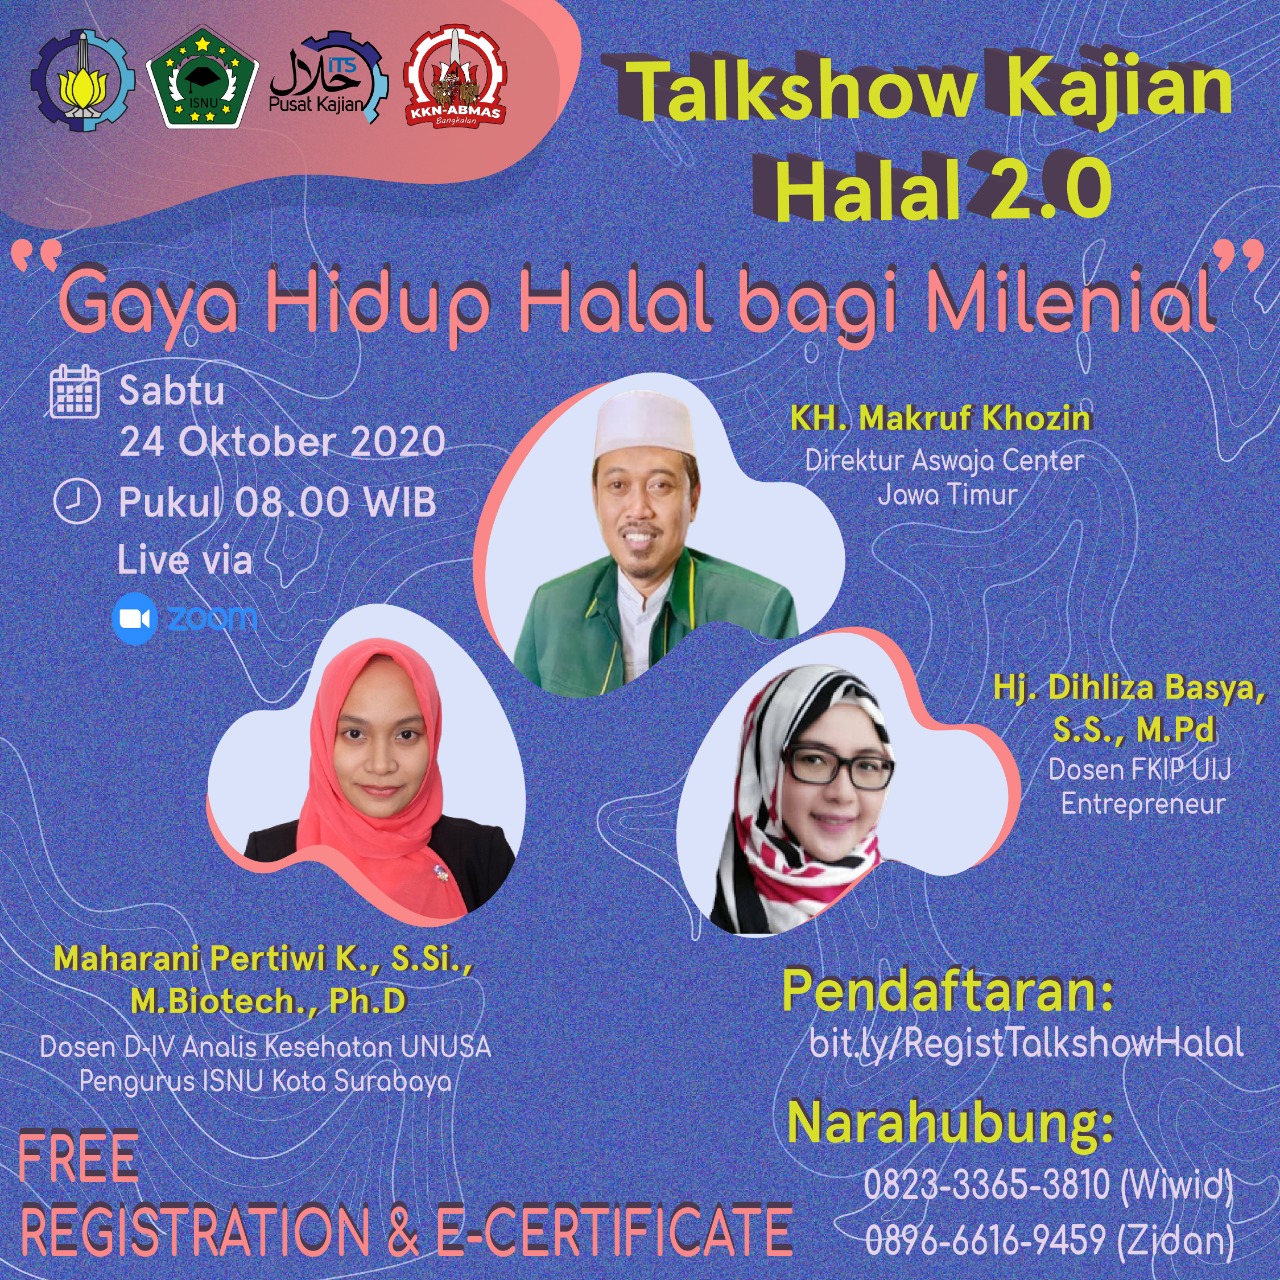 ISNU
حلال
ITS
Pusat Kajian
KKN-ABMAS
Bangkalan
Talkshow Kajian
Halal 2.0
"Gaya Hidup Halal bagi Milenial"
Sabtu
24 Oktober 2020
Pukul 08.00 WIB
Live via
zoom
KH. Makruf Khozin
Direktur Aswaja Center
Jawa Timur
Hj. Dihliza Basya,
S.S., M.Pd
Dosen FKIP UIJ
Entrepreneur
Maharani Pertiwi K., S.Si.,
M.Biotech., Ph.D
Dosen D-IV Analis Kesehatan UNUSA
Pengurus ISNU Kota Surabaya
Pendaftaran:
bit.ly/RegistTalkshowHalal
Narahubung:
0823-3365-3810 (Wiwid)
0896-6616-9459 (Zidan)
FREE
REGISTRATION & E-CERTIFICATE